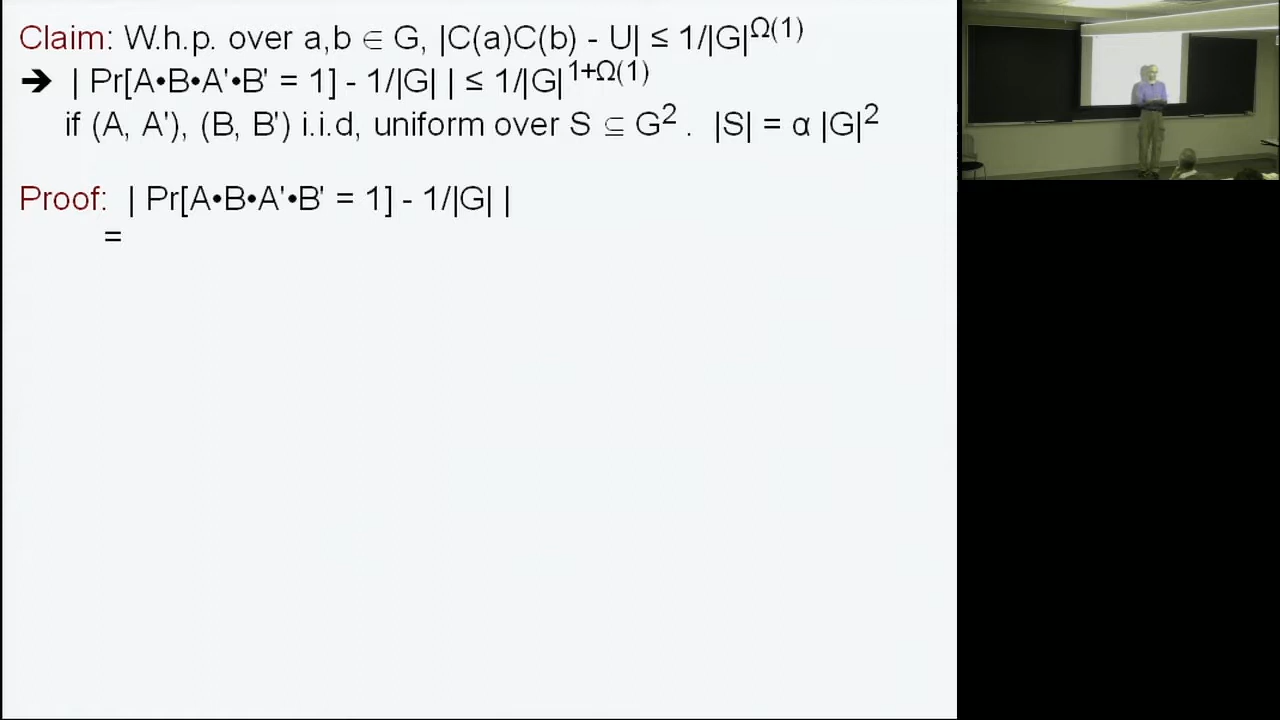 Claim: W.h.p. over a,b ∈ G, |C(a)C(b) - U| ≤ 1/|G|^Ω(1)
➔ | Pr[A•B•A'•B' = 1] - 1/|G| | ≤ 1/|G|^1+Ω(1)
if (A, A'), (B, B') i.i.d, uniform over S ⊆ G^2 . |S| = α |G|^2
Proof: | Pr[A•B•A'•B' = 1] - 1/|G| |
=